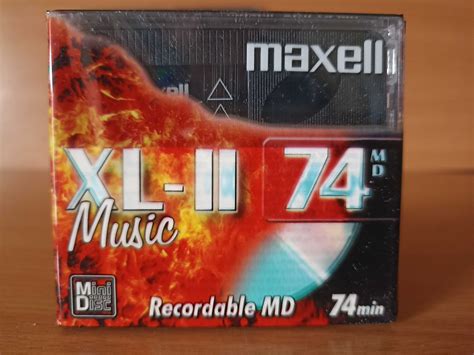 maxell
XL-II 74 MD
Music
Mini Disc
Recordable MD 74min